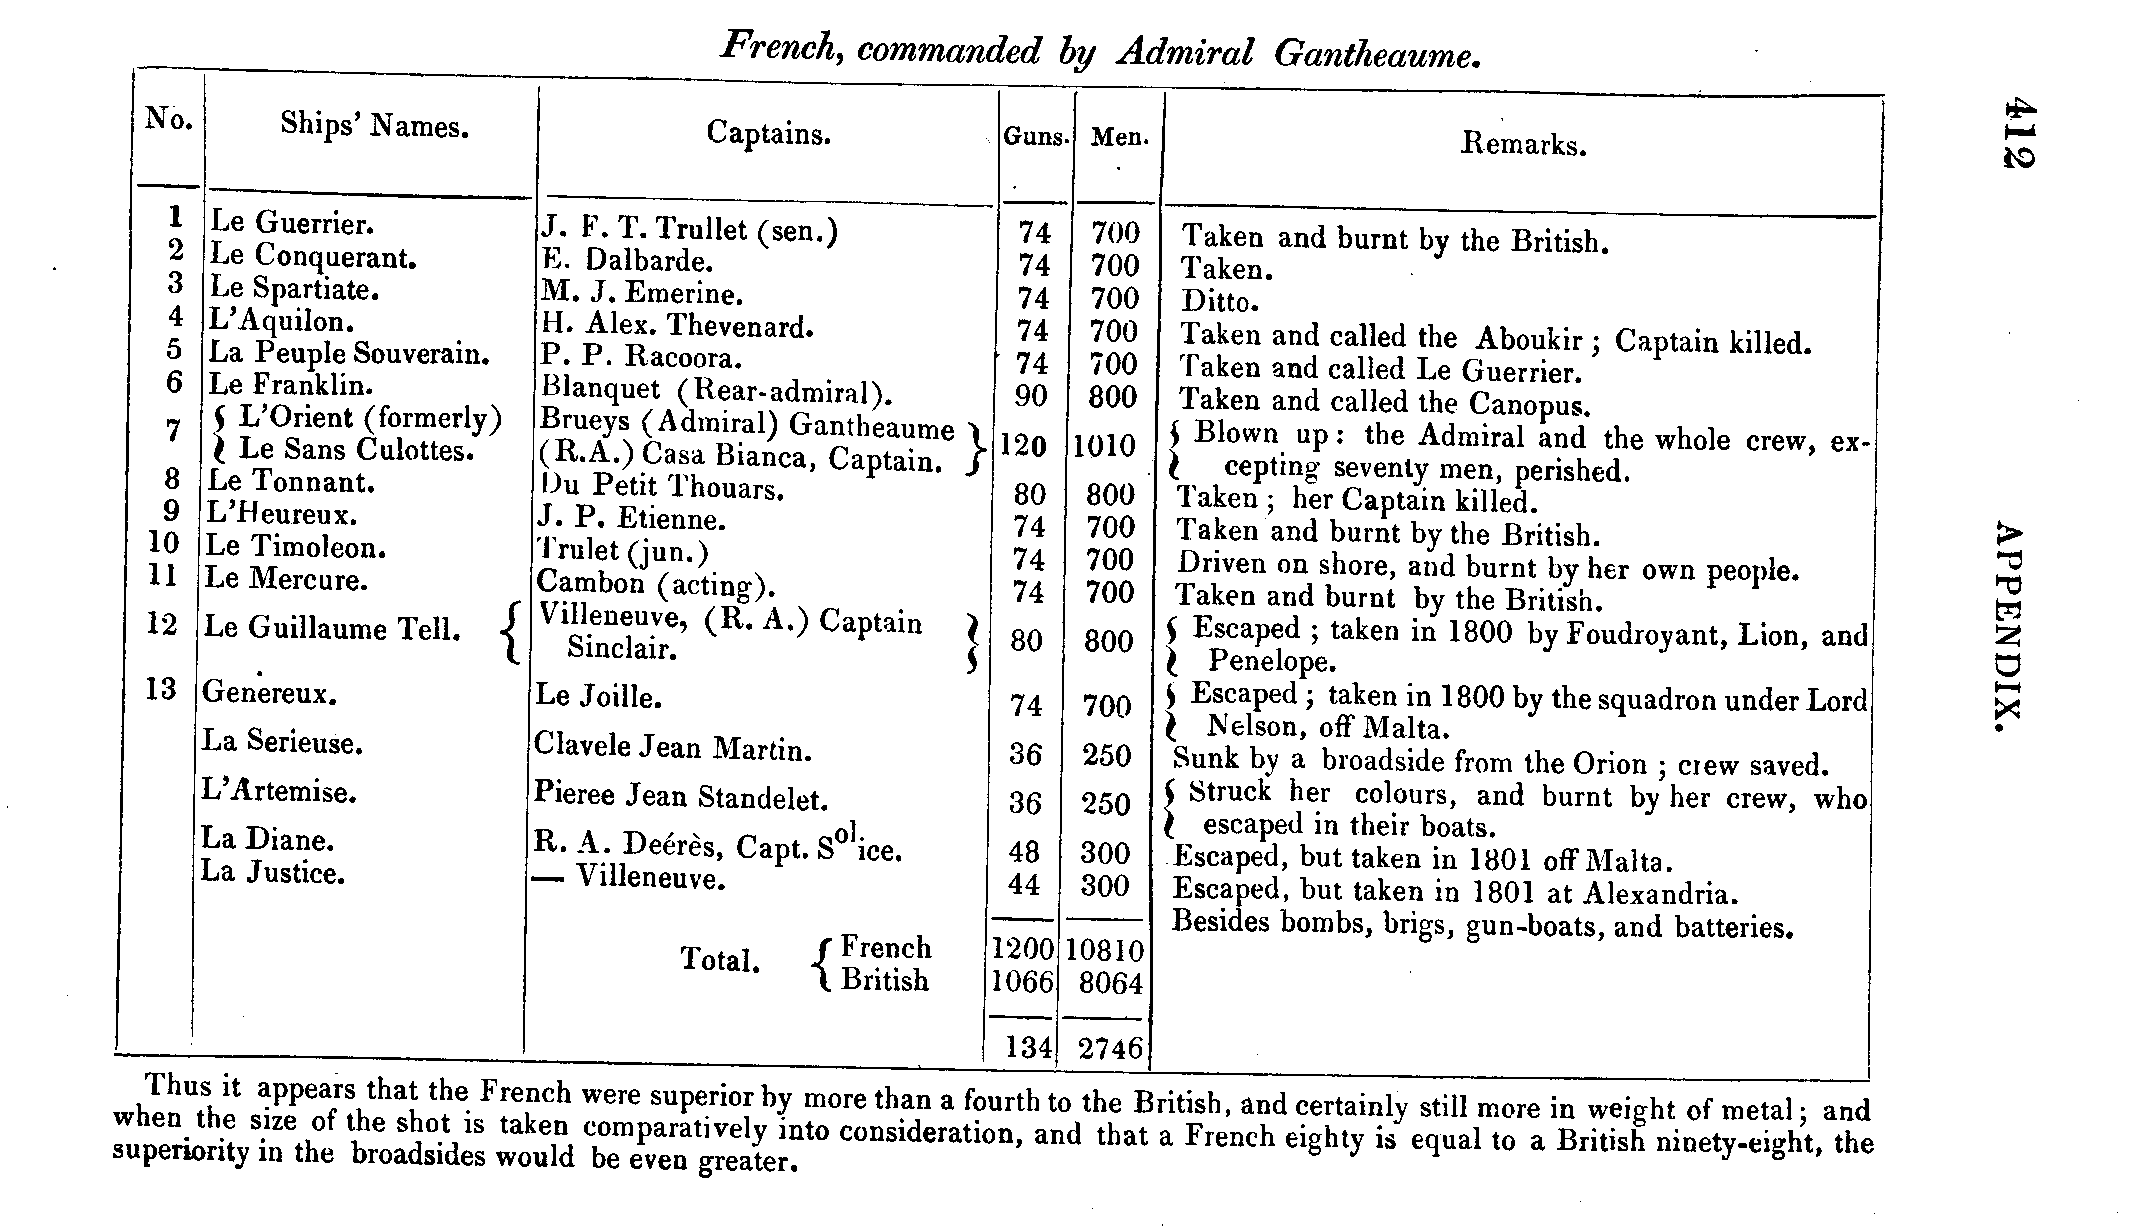 French, commanded by Admiral Gantheaume.
412
APPENDIX.
No. Ships' Names. Captains. Guns. Men. Remarks.
1 Le Guerrier. J. F. T. Trullet (sen.) 74 700 Taken and burnt by the British.
2 Le Conquerant. E. Dalbarde. 74 700 Taken.
3 Le Spartiate. M. J. Emerine. 74 700 Ditto.
4 L'Aquilon. H. Alex. Thevenard. 74 700 Taken and called the Aboukir ; Captain killed.
5 La Peuple Souverain. P. P. Racoora. 74 700 Taken and called Le Guerrier.
6 Le Franklin. Blanquet (Rear-admiral). 90 800 Taken and called the Canopus.
7 { L'Orient (formerly) Brueys (Admiral) Gantheaume } 120 1010 { Blown up : the Admiral and the whole crew, ex-
Le Sans Culottes. (R.A.) Casa Bianca, Captain. cepting seventy men, perished.
8 Le Tonnant. Du Petit Thouars. 80 800 Taken ; her Captain killed.
9 L'Heureux. J. P. Etienne. 74 700 Taken and burnt by the British.
10 Le Timoleon. Trulet (jun.) 74 700 Driven on shore, and burnt by her own people.
11 Le Mercure. Cambon (acting). 74 700 Taken and burnt by the British.
12 Le Guillaume Tell. { Villeneuve, (R. A.) Captain } 80 800 { Escaped ; taken in 1800 by Foudroyant, Lion, and
Sinclair. Penelope.
13 Genereux. Le Joille. 74 700 { Escaped ; taken in 1800 by the squadron under Lord
Nelson, off Malta.
La Serieuse. Clavele Jean Martin. 36 250 Sunk by a broadside from the Orion ; crew saved.
L'Artemise. Pieree Jean Standelet. 36 250 { Struck her colours, and burnt by her crew, who
escaped in their boats.
La Diane. R. A. Deérès, Capt. Solice. 48 300 Escaped, but taken in 1801 off Malta.
La Justice. — Villeneuve. 44 300 Escaped, but taken in 1801 at Alexandria.
Besides bombs, brigs, gun-boats, and batteries.
Total. { French 1200 10810
British 1066 8064
134 2746
Thus it appears that the French were superior by more than a fourth to the British, and certainly still more in weight of metal ; and
when the size of the shot is taken comparatively into consideration, and that a French eighty is equal to a British ninety-eight, the
superiority in the broadsides would be even greater.